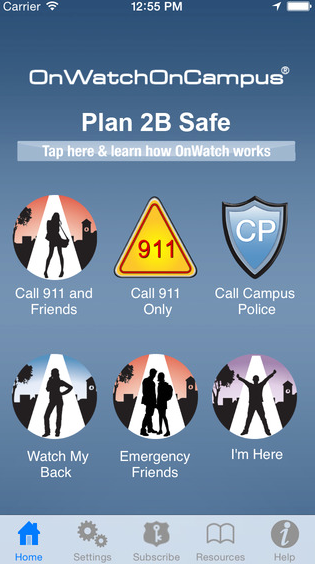 Carrier 12:55 PM
OnWatchOnCampus®
Plan 2B Safe
Tap here & learn how OnWatch works
911
CP
Call 911 and
Friends
Call 911
Only
Call Campus
Police
Watch My
Back
Emergency
Friends
I'm Here
Home Settings Subscribe Resources Help